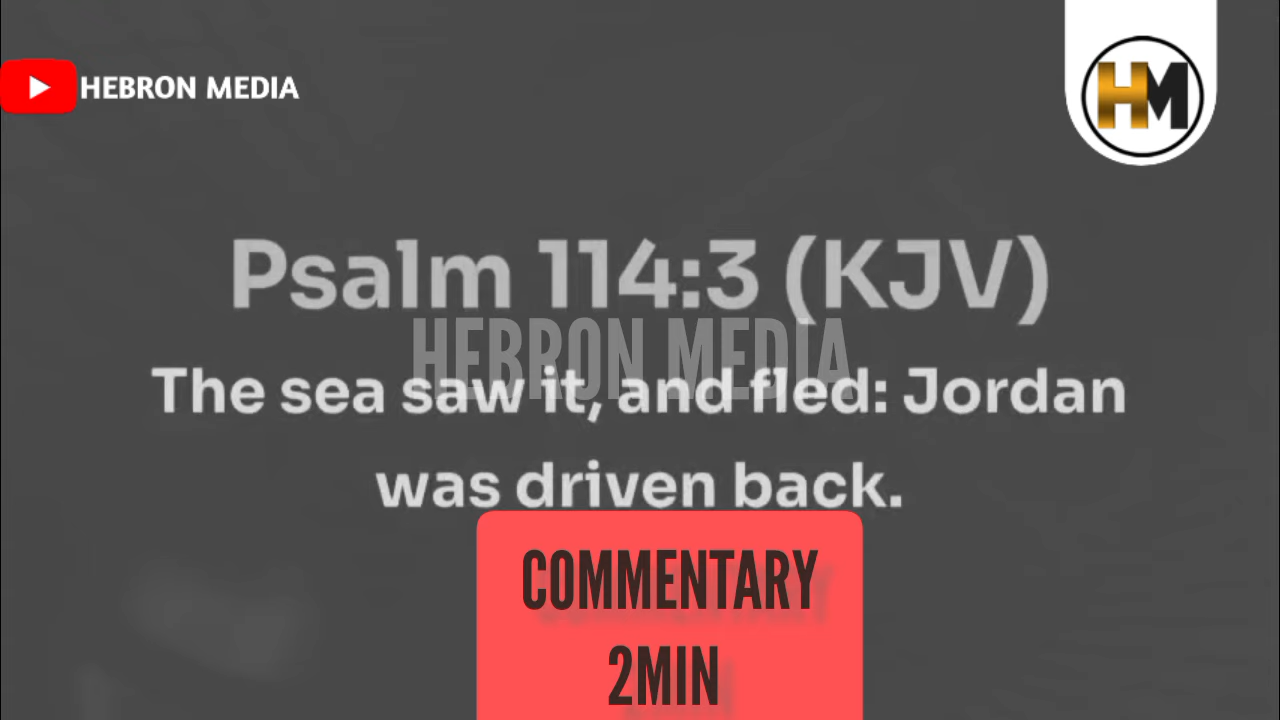 HEBRON MEDIA
HM
Psalm 114:3 (KJV)
HEBRON MEDIA
The sea saw it, and fled: Jordan
was driven back.
COMMENTARY
2MIN